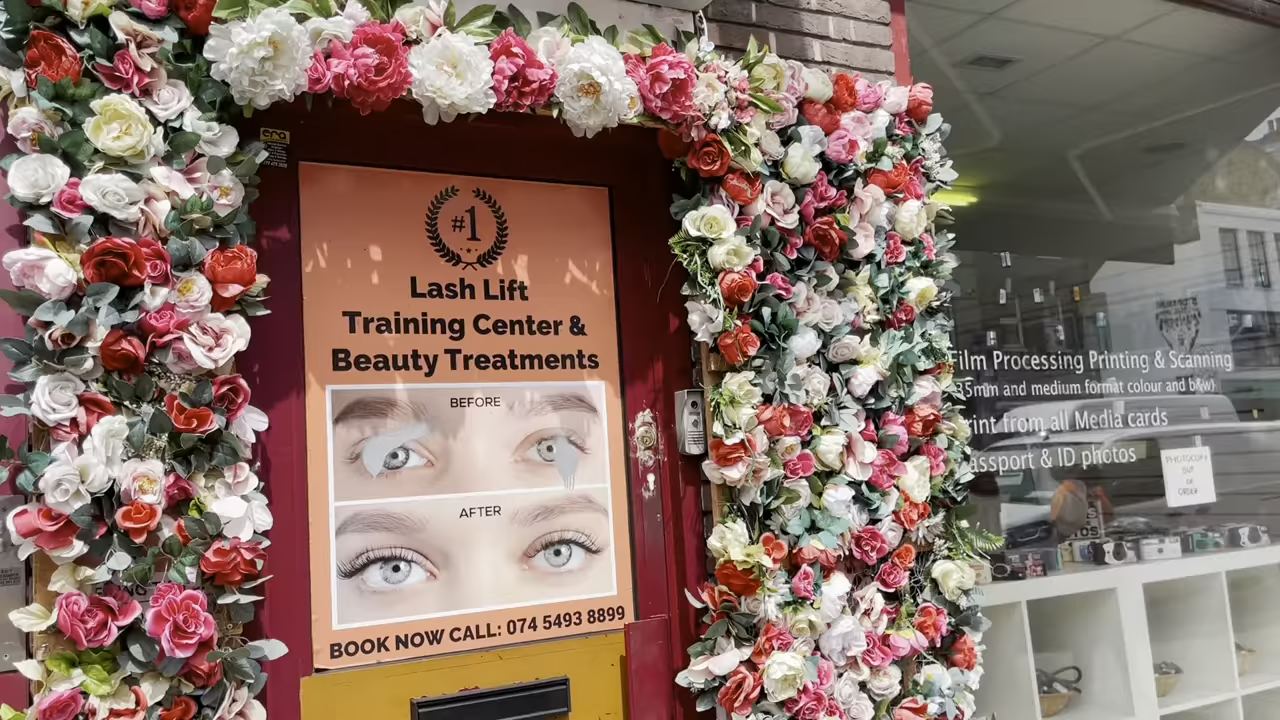 era
#1
Lash Lift
Training Center &
Beauty Treatments
BEFORE
AFTER
BOOK NOW CALL: 074 5493 8899
Film Processing Printing & Scanning
35mm and medium format colour and b&w)
Print from all Media cards
Passport & ID photos
PHOTOCOPY
OUT OF
ORDER